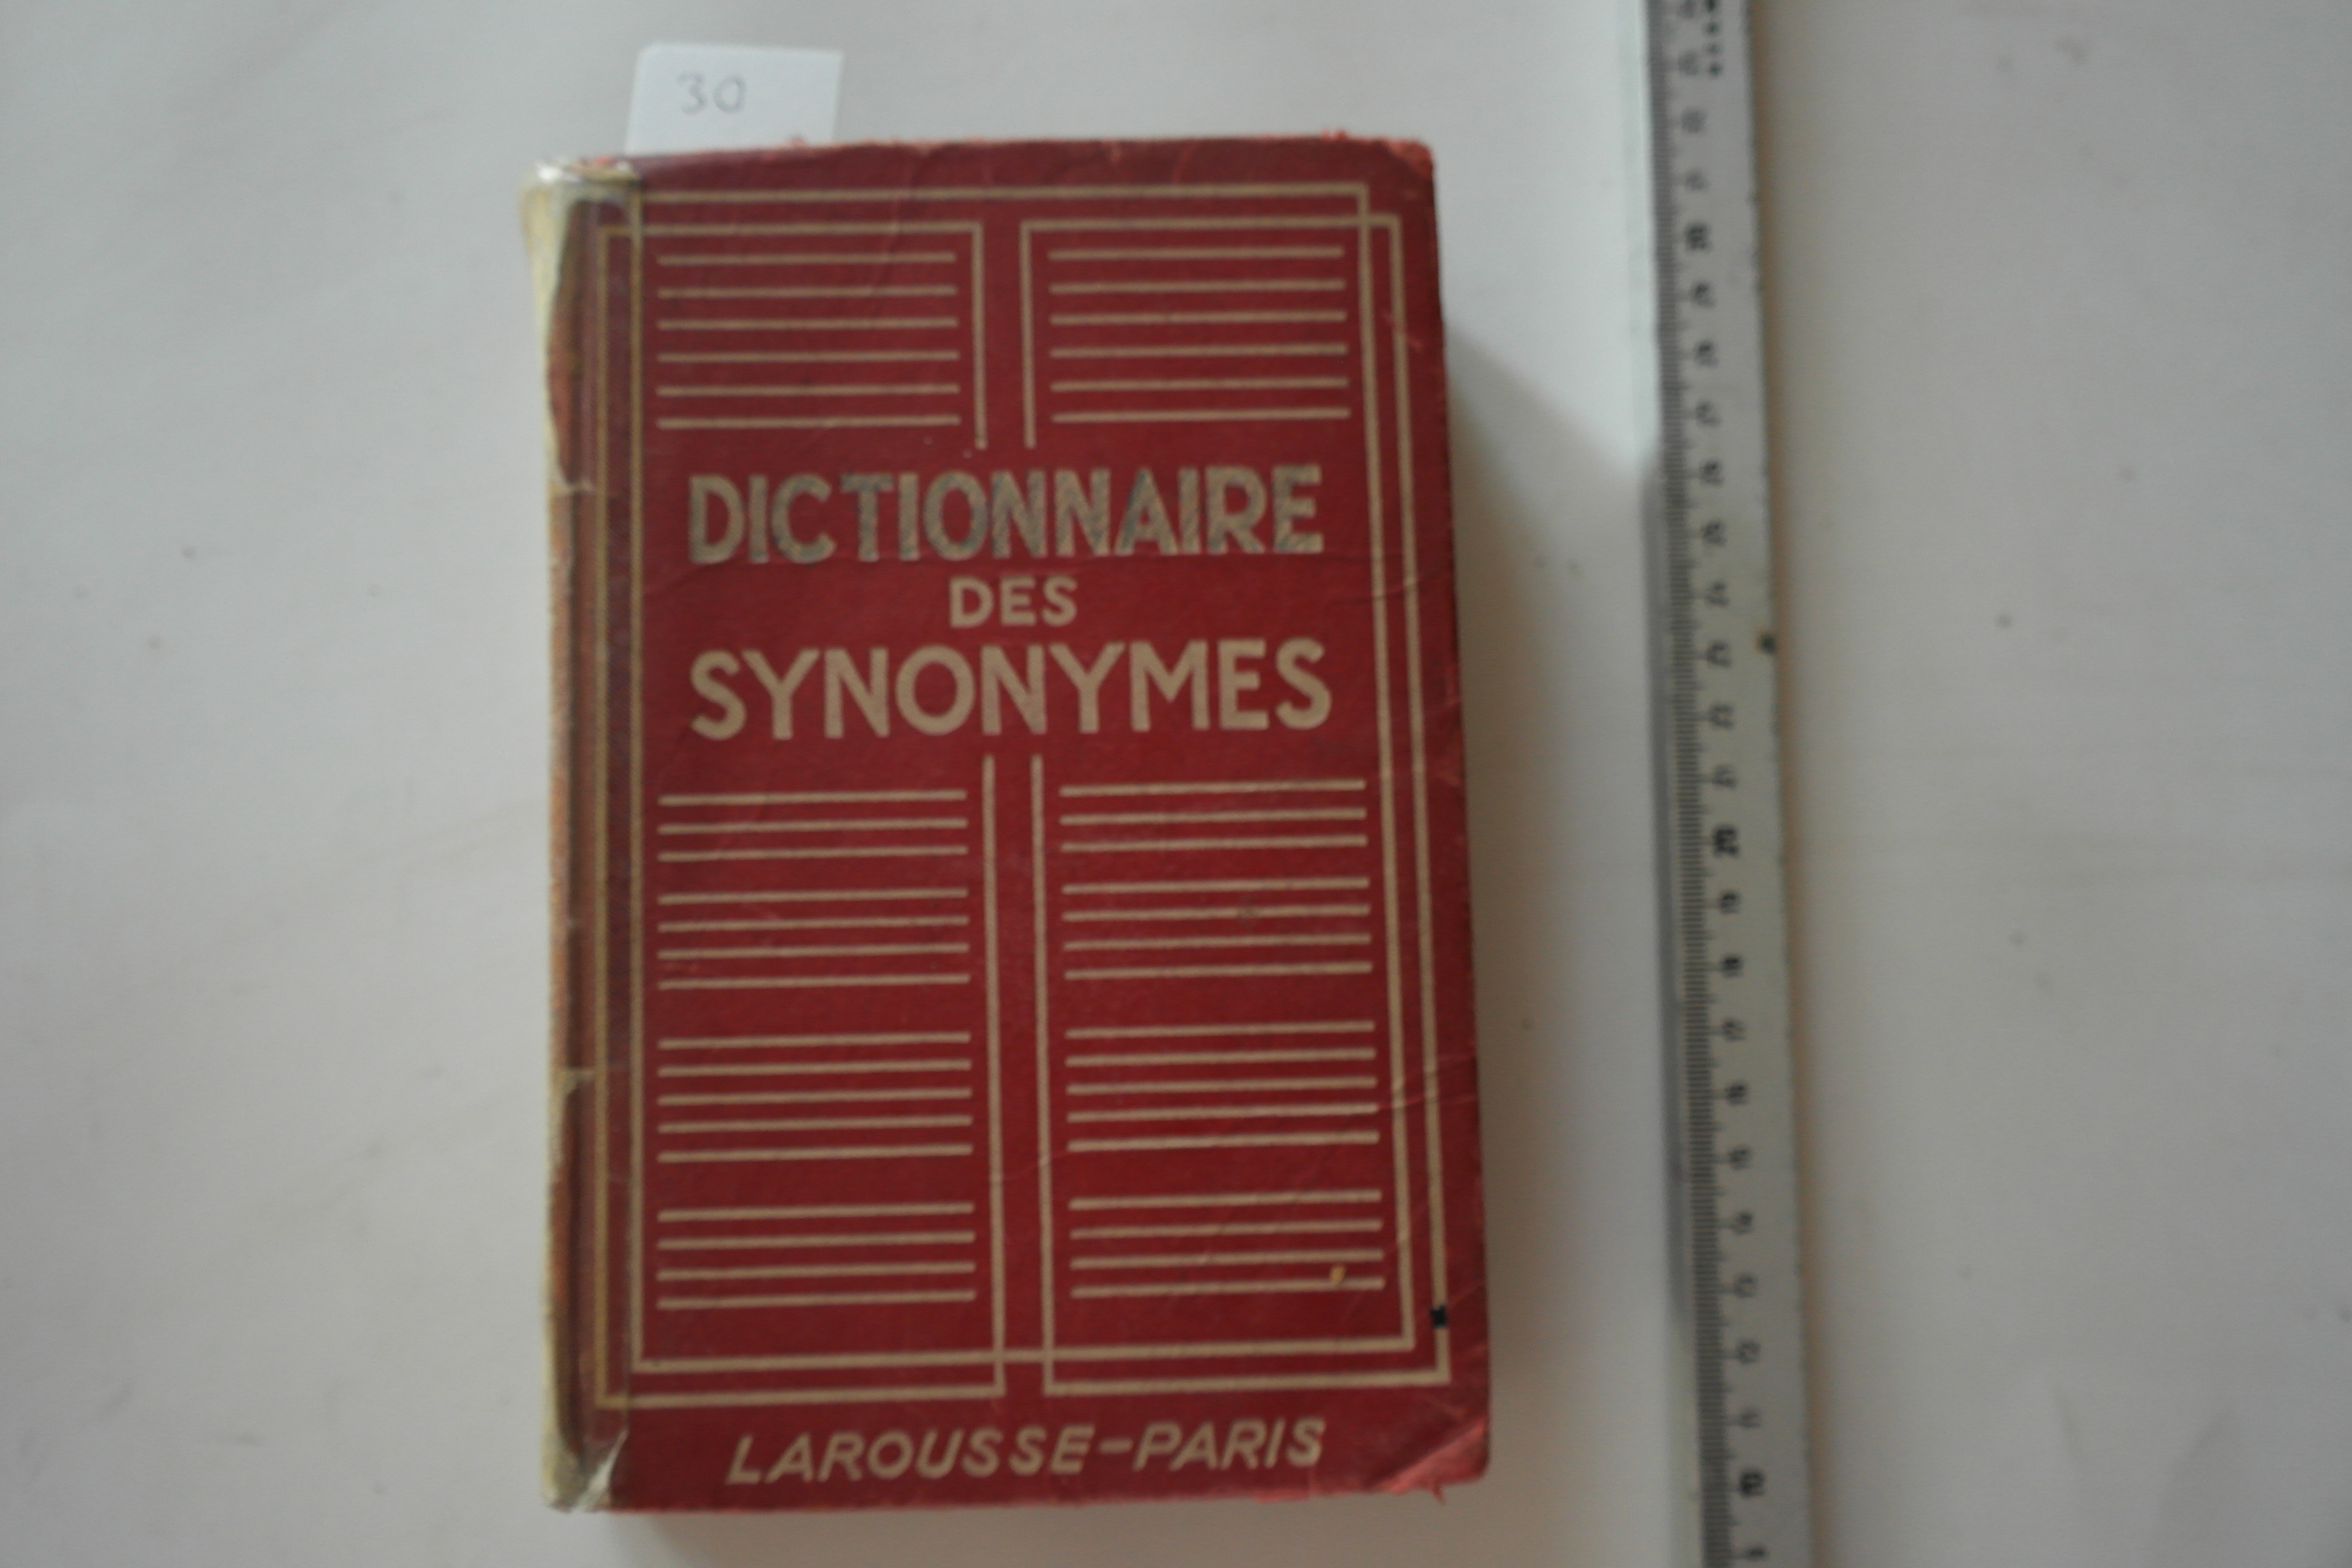 30
DICTIONNAIRE
DES
SYNONYMES
LAROUSSE-PARIS